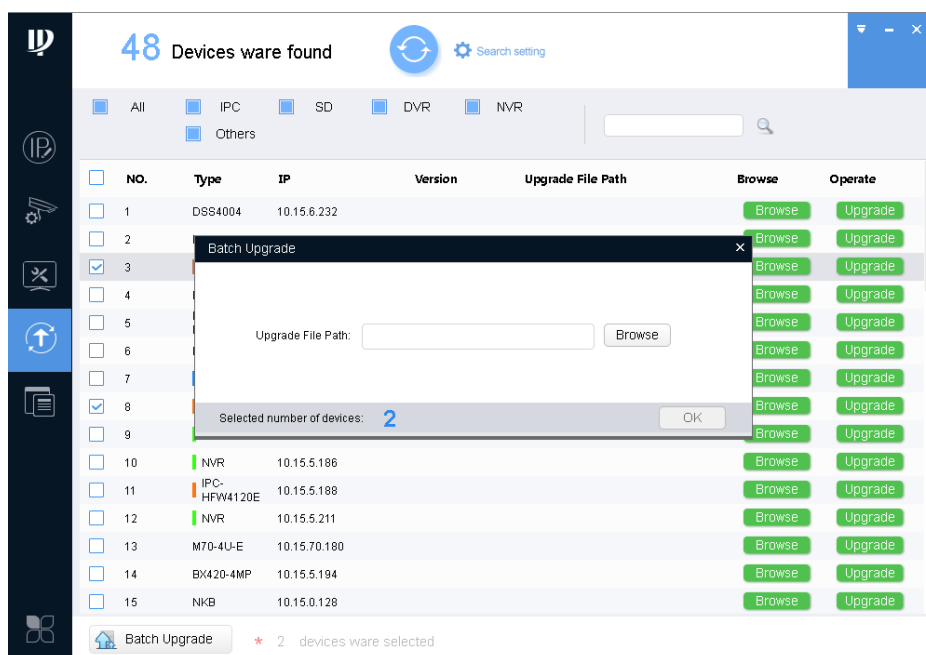 48 Devices ware found
Search setting
All IPC SD DVR NVR
Others
NO. Type IP Version Upgrade File Path Browse Operate
1 DSS4004 10.15.6.232 Browse Upgrade
2 Browse Upgrade
Batch Upgrade
3 Browse Upgrade
4 Browse Upgrade
5 Browse Upgrade
Upgrade File Path: Browse
6 Browse Upgrade
7 Browse Upgrade
8 Browse Upgrade
Selected number of devices: 2 OK
9 Browse Upgrade
10 NVR 10.15.5.186 Browse Upgrade
11 IPC-
HFW4120E 10.15.5.188 Browse Upgrade
12 NVR 10.15.5.211 Browse Upgrade
13 M70-4U-E 10.15.70.180 Browse Upgrade
14 BX420-4MP 10.15.5.194 Browse Upgrade
15 NKB 10.15.0.128 Browse Upgrade
Batch Upgrade * 2 devices ware selected